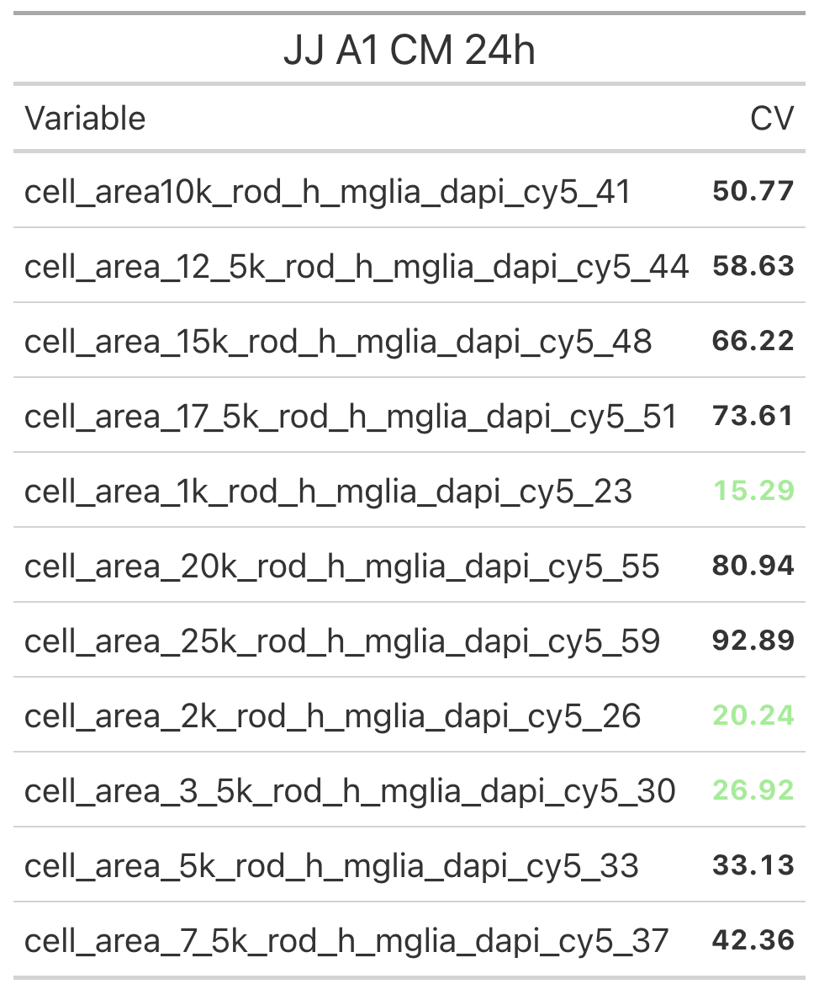 JJ A1 CM 24h
Variable CV
cell_area10k_rod_h_mglia_dapi_cy5_41 50.77
cell_area_12_5k_rod_h_mglia_dapi_cy5_44 58.63
cell_area_15k_rod_h_mglia_dapi_cy5_48 66.22
cell_area_17_5k_rod_h_mglia_dapi_cy5_51 73.61
cell_area_1k_rod_h_mglia_dapi_cy5_23 15.29
cell_area_20k_rod_h_mglia_dapi_cy5_55 80.94
cell_area_25k_rod_h_mglia_dapi_cy5_59 92.89
cell_area_2k_rod_h_mglia_dapi_cy5_26 20.24
cell_area_3_5k_rod_h_mglia_dapi_cy5_30 26.92
cell_area_5k_rod_h_mglia_dapi_cy5_33 33.13
cell_area_7_5k_rod_h_mglia_dapi_cy5_37 42.36